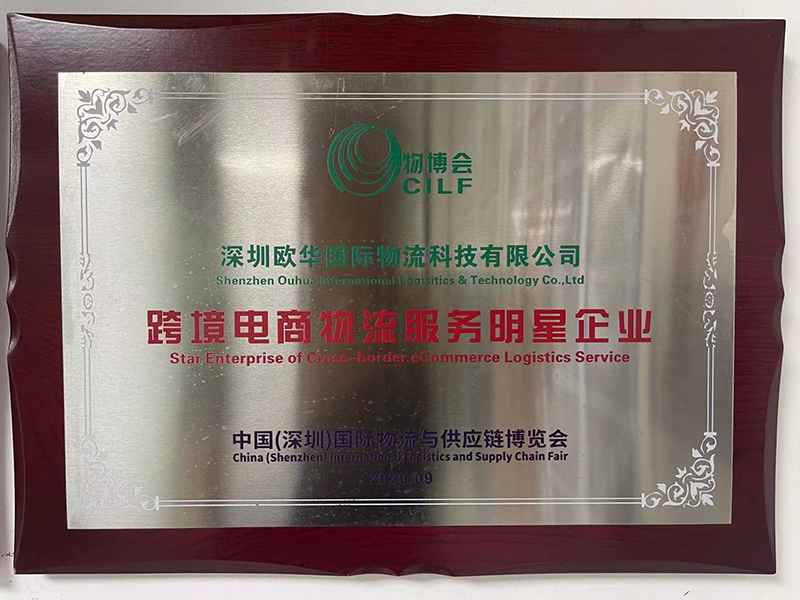 物博会
CILF
深圳欧华国际物流科技有限公司
Shenzhen Ouhua International Logisitics & Technology Co.,Ltd
跨境电商物流服务明星企业
Star Enterprise of Cross-border eCommerce Logistics Service
中国(深圳)国际物流与供应链博览会
China (Shenzhen) International Logistics and Supply Chain Fair
2020.09